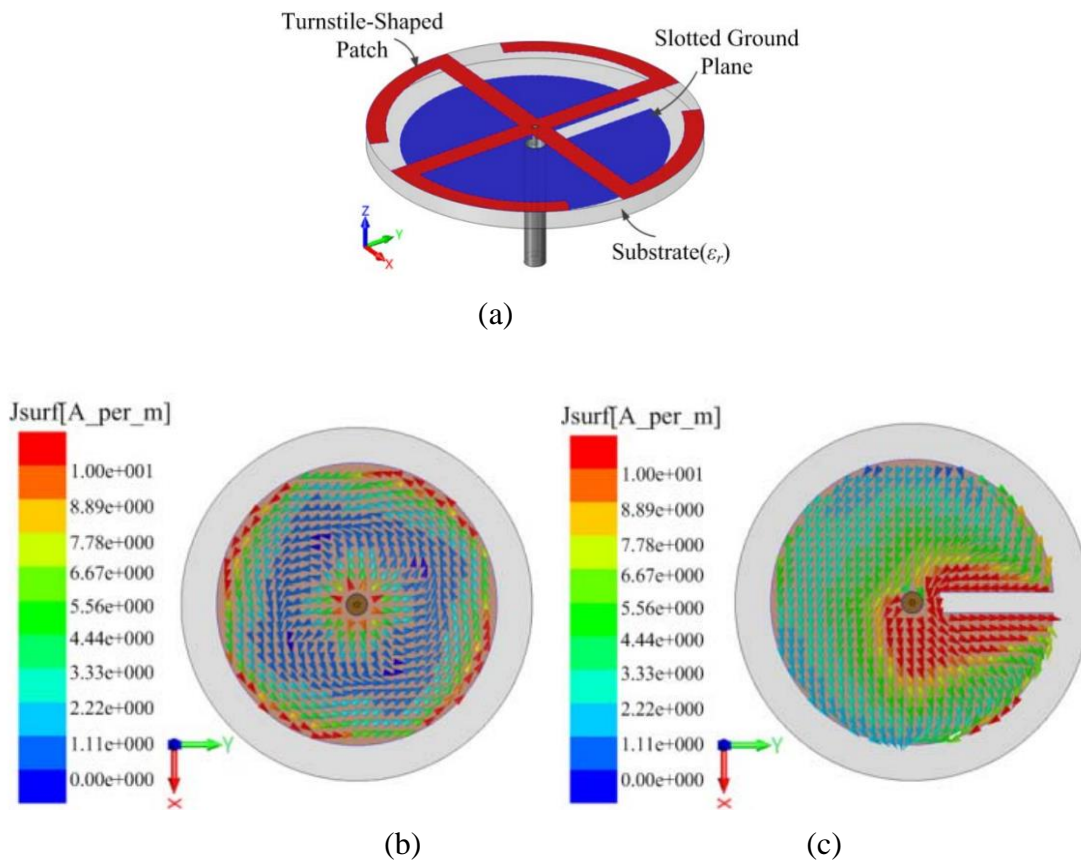 Turnstile-Shaped
Patch
Slotted Ground
Plane
Z
Y
X
Substrate(εr)
(a)
Jsurf[A_per_m]
1.00e+001
8.89e+000
7.78e+000
6.67e+000
5.56e+000
4.44e+000
3.33e+000
2.22e+000
1.11e+000
0.00e+000
Y
X
(b)
Jsurf[A_per_m]
1.00e+001
8.89e+000
7.78e+000
6.67e+000
5.56e+000
4.44e+000
3.33e+000
2.22e+000
1.11e+000
0.00e+000
Y
X
(c)